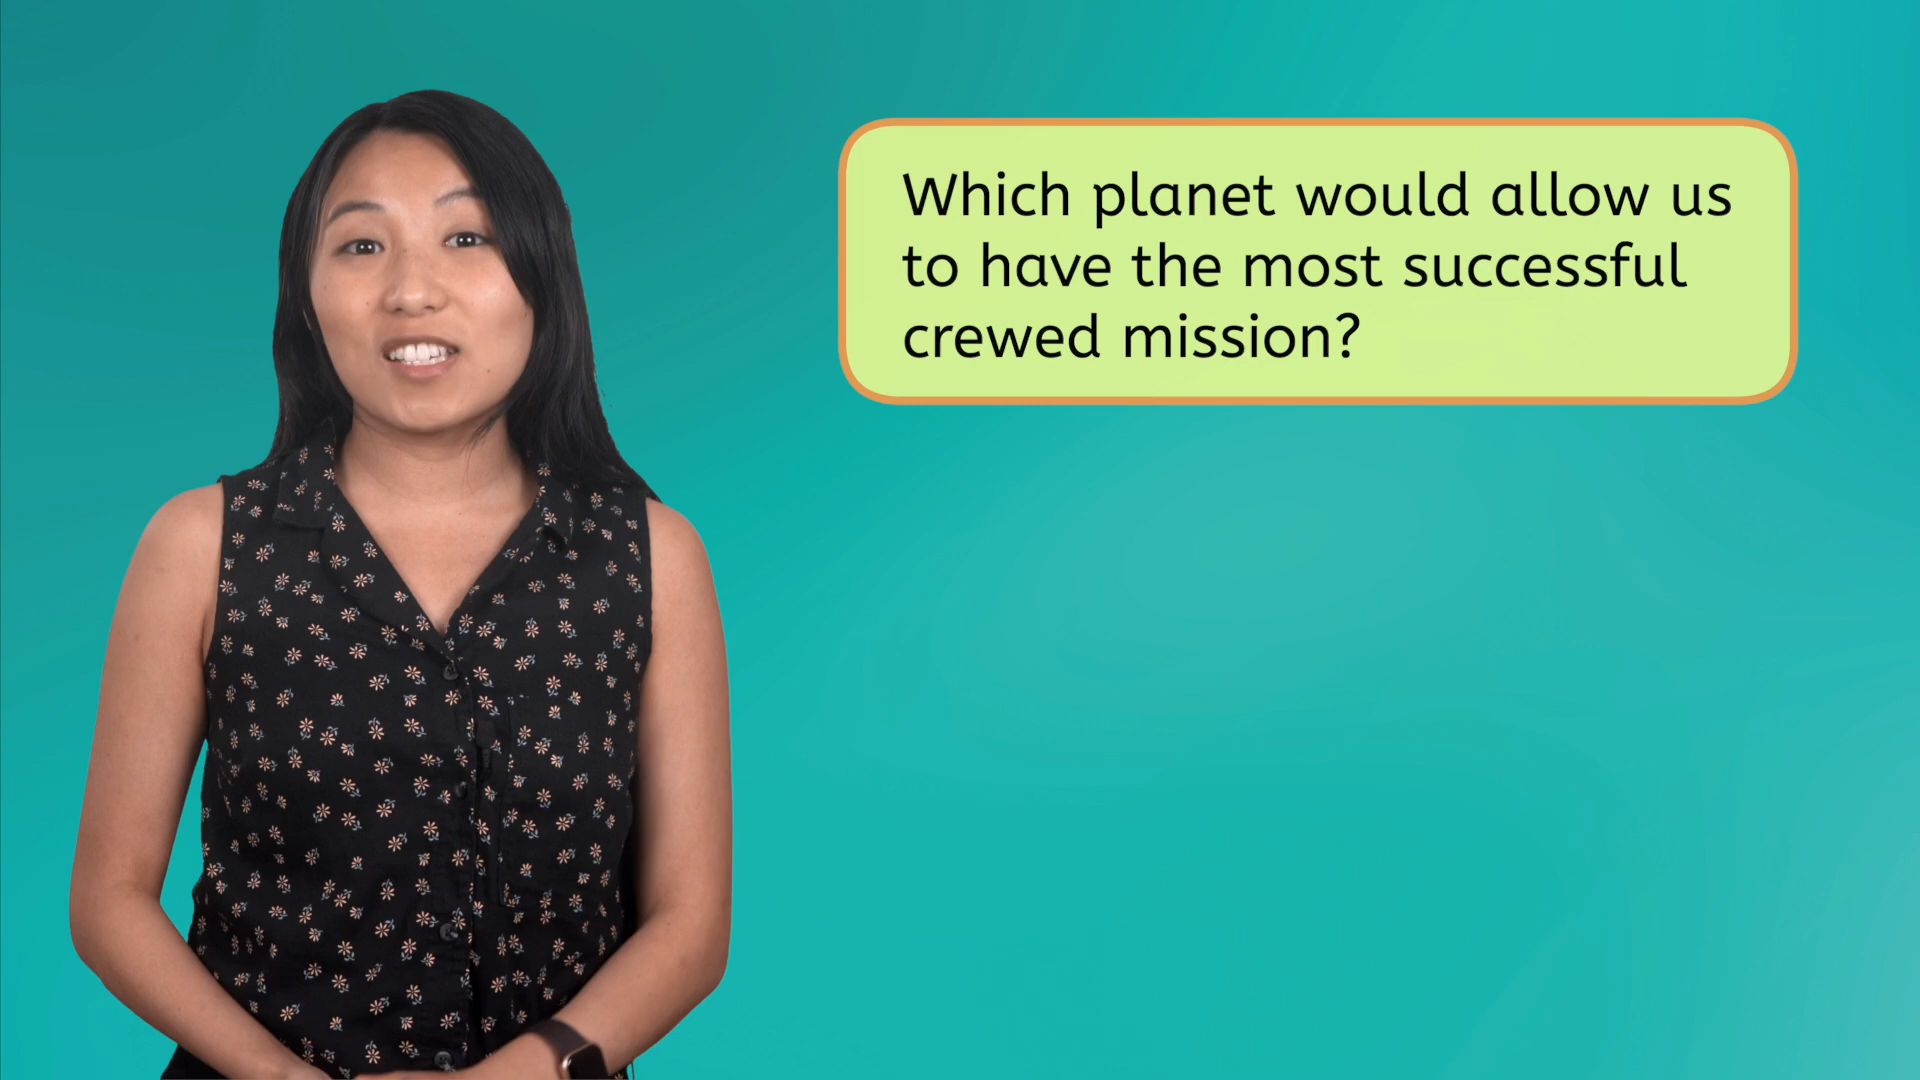 Which planet would allow us
to have the most successful
crewed mission?